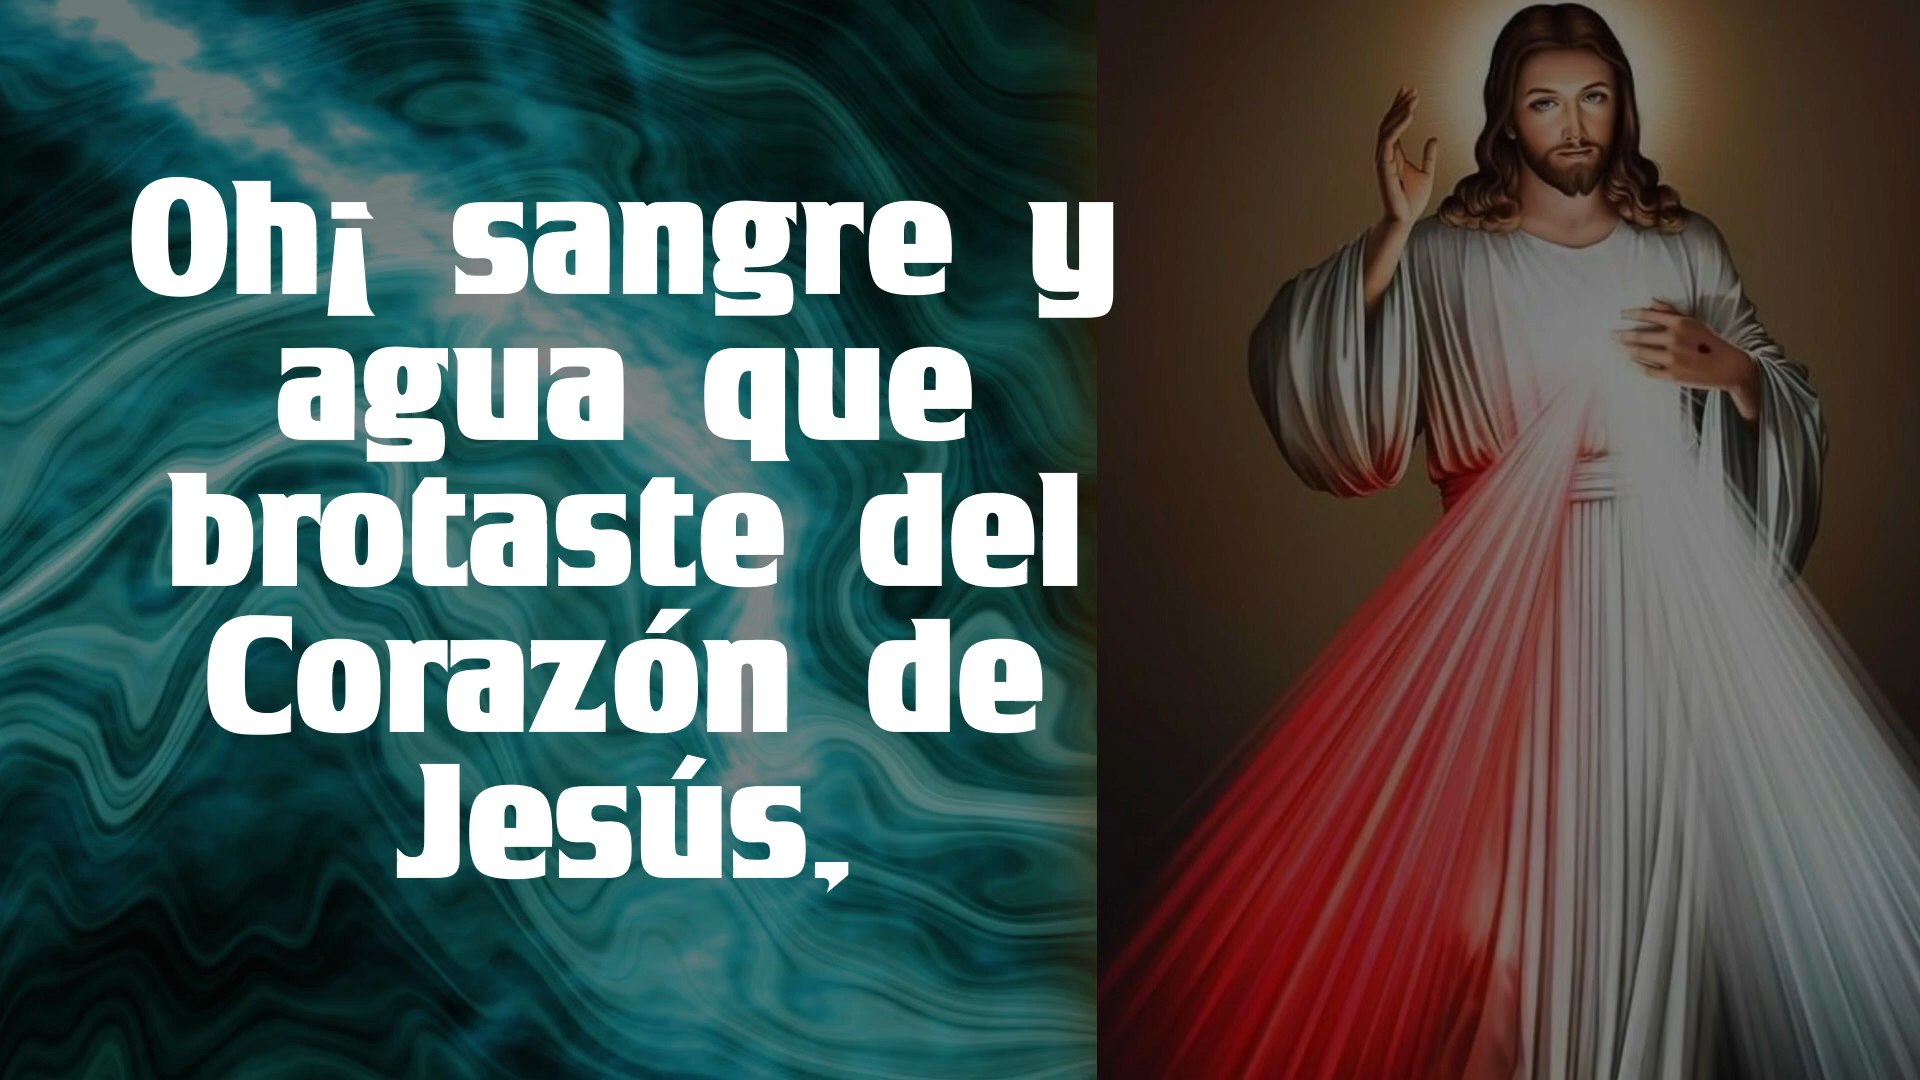 Oh¡ sangre y
agua que
brotaste del
Corazón de
Jesús,